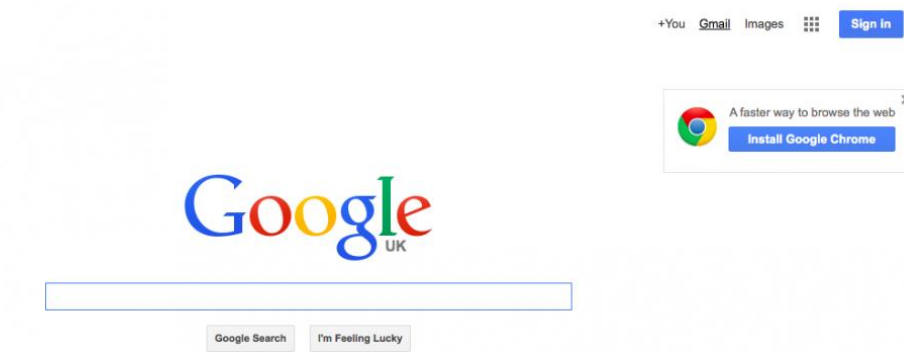 +You Gmail Images Sign in
A faster way to browse the web
Install Google Chrome
Google
UK
Google Search I'm Feeling Lucky